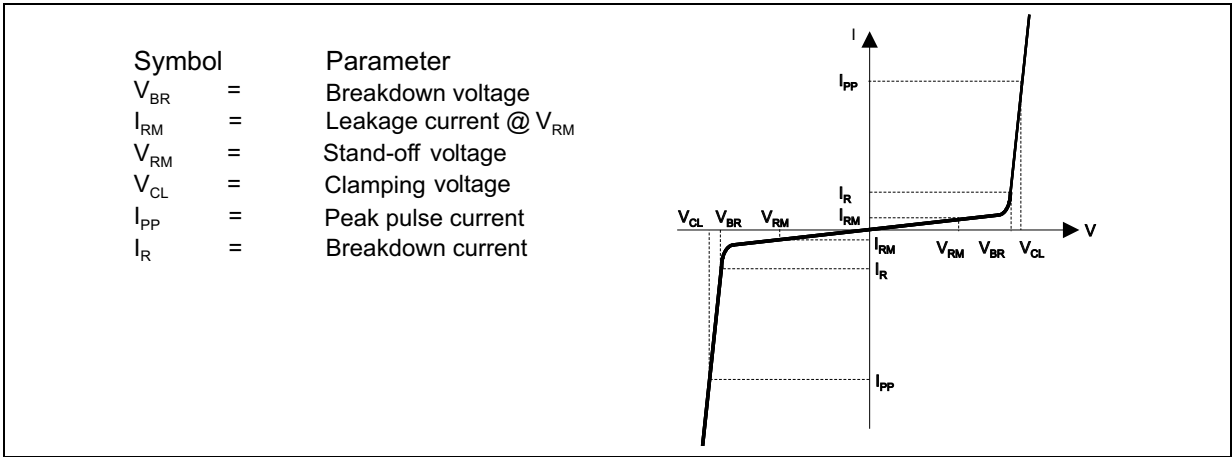 Symbol Parameter
V_BR = Breakdown voltage
I_RM = Leakage current @ V_RM
V_RM = Stand-off voltage
V_CL = Clamping voltage
I_PP = Peak pulse current
I_R = Breakdown current
I
I_PP
I_R
I_RM
V_CL V_BR V_RM
V
I_RM
V_RM V_BR V_CL
I_R
I_PP